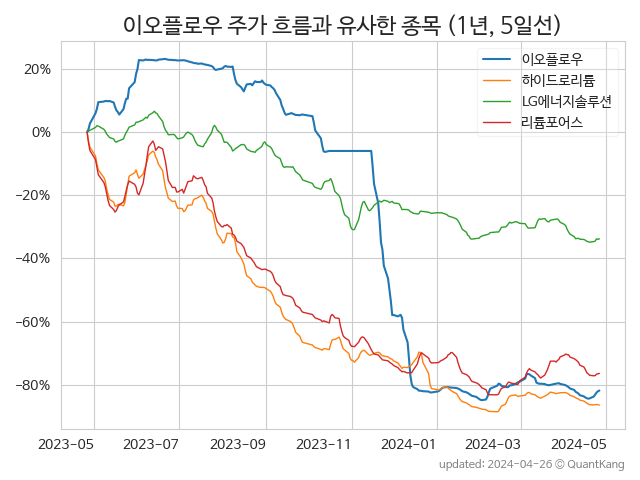 이오플로우 주가 흐름과 유사한 종목 (1년, 5일선)
이오플로우
하이드로리튬
LG에너지솔루션
리튬포어스
20%
0%
−20%
−40%
−60%
−80%
2023-05 2023-07 2023-09 2023-11 2024-01 2024-03 2024-05
updated: 2024-04-26 © QuantKang